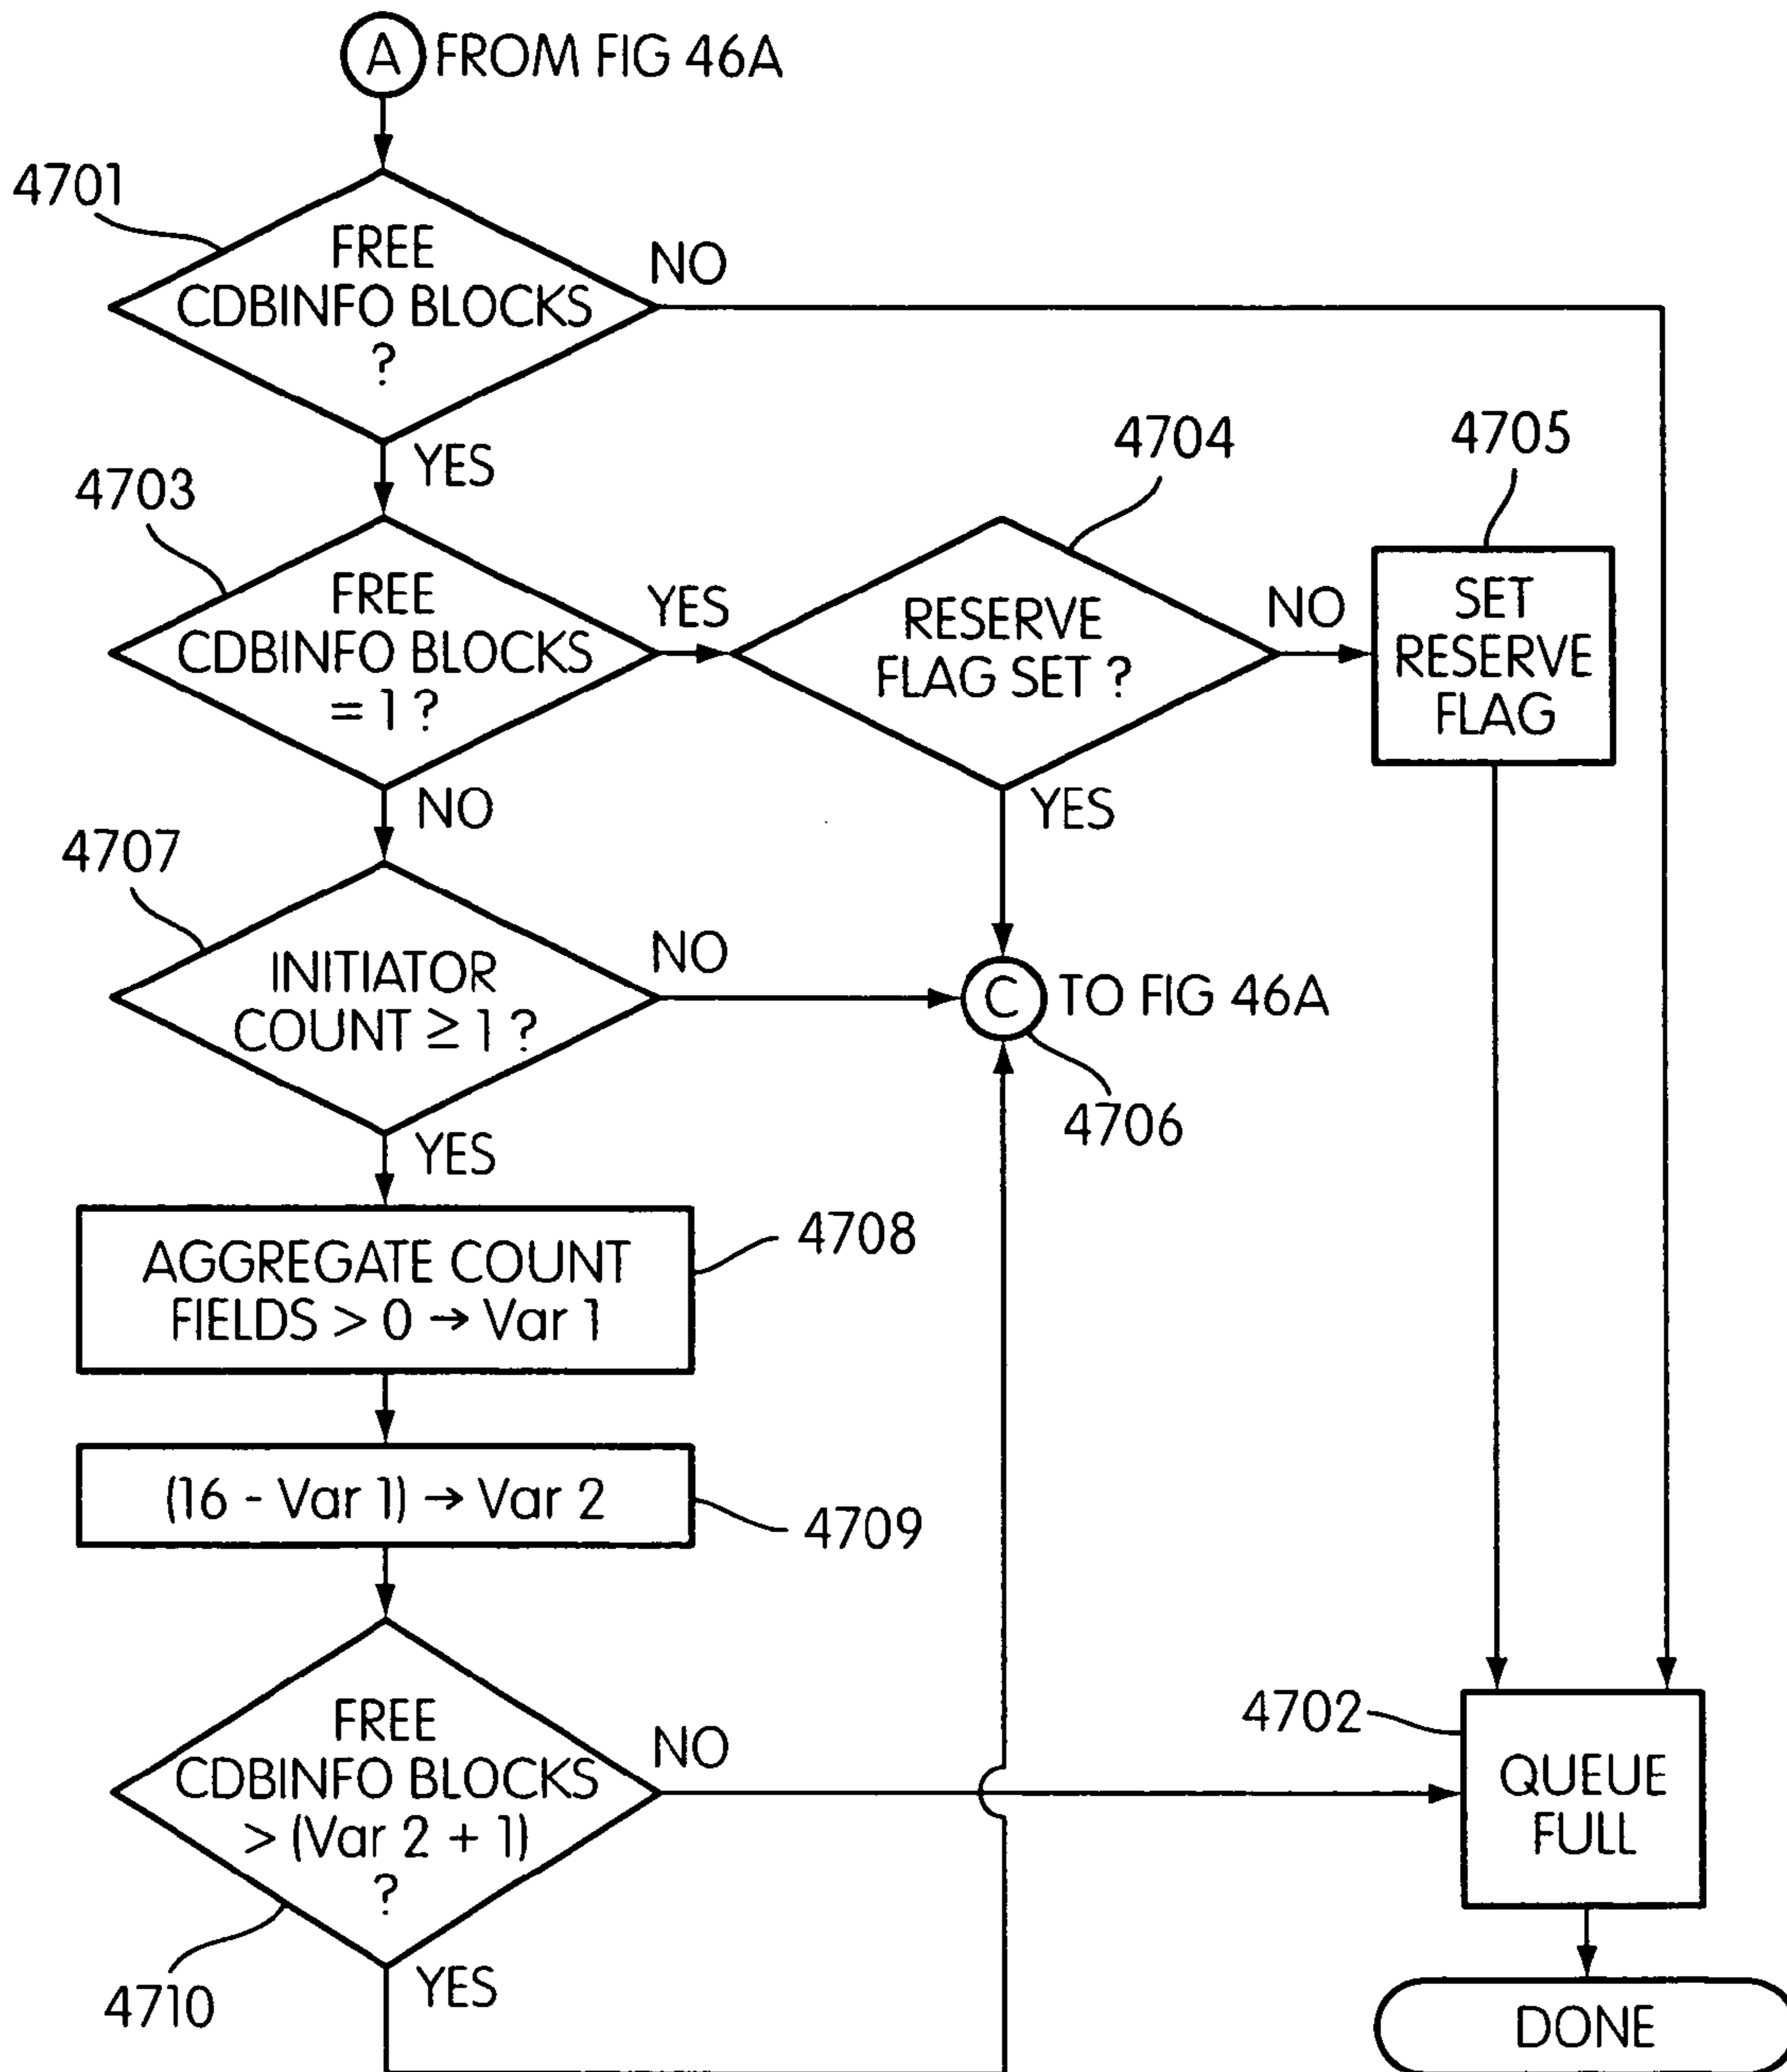 A FROM FIG 46A
4701
FREE
CDBINFO BLOCKS
?
NO
YES
4703
FREE
CDBINFO BLOCKS
= 1 ?
YES
4704
RESERVE
FLAG SET ?
NO
4705
SET
RESERVE
FLAG
NO
YES
4707
INITIATOR
COUNT ≥ 1 ?
NO
C TO FIG 46A
4706
YES
AGGREGATE COUNT
FIELDS > 0 → Var 1
4708
(16 - Var 1) → Var 2
4709
FREE
CDBINFO BLOCKS
> (Var 2 + 1)
?
NO
4702
QUEUE
FULL
4710
YES
DONE